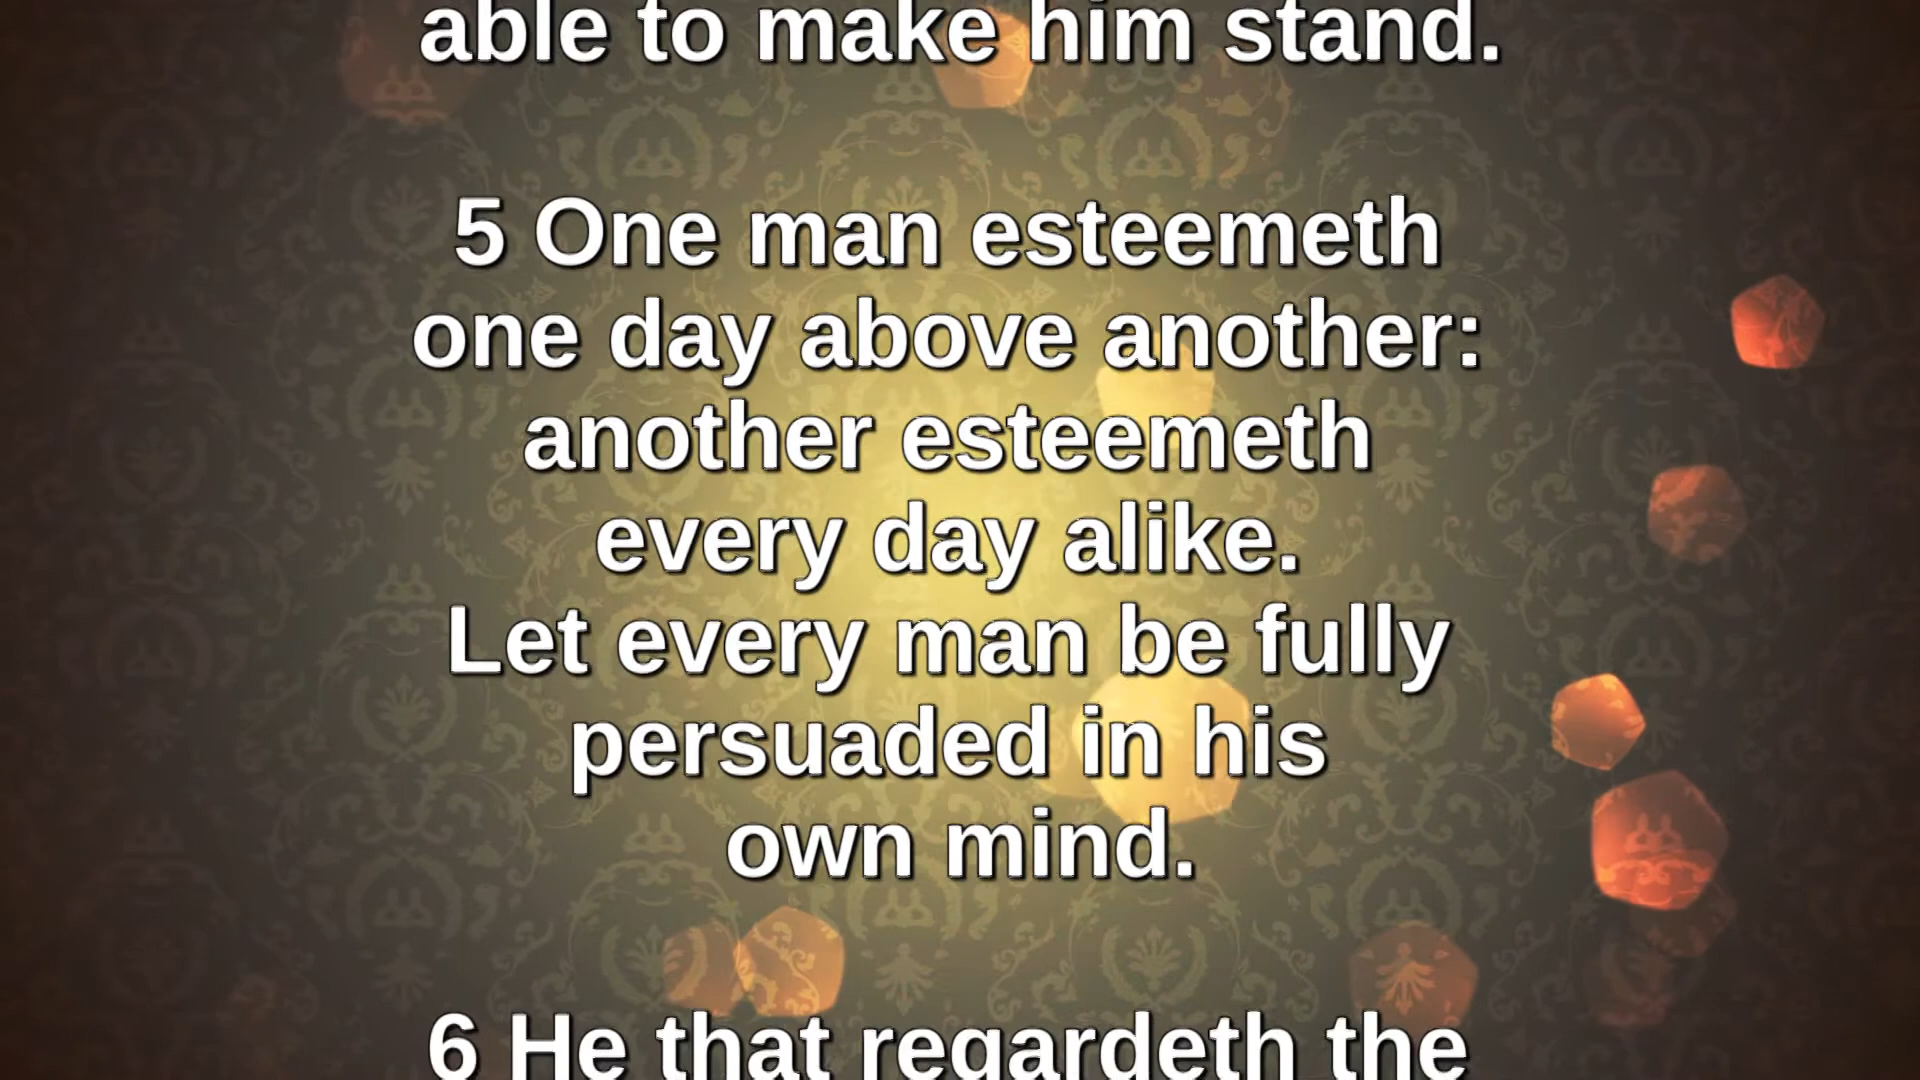 able to make him stand.
5 One man esteemeth
one day above another:
another esteemeth
every day alike.
Let every man be fully
persuaded in his
own mind.
6 He that regardeth the